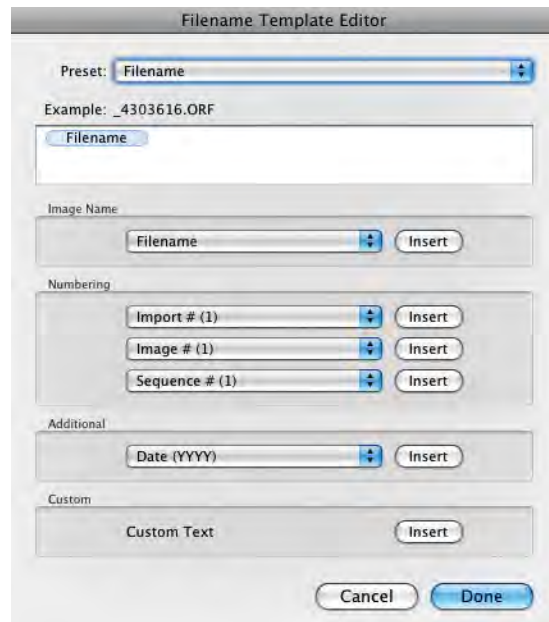 Filename Template Editor
Preset: Filename
Example: _4303616.ORF
Filename
Image Name
Filename Insert
Numbering
Import # (1) Insert
Image # (1) Insert
Sequence # (1) Insert
Additional
Date (YYYY) Insert
Custom
Custom Text Insert
Cancel Done